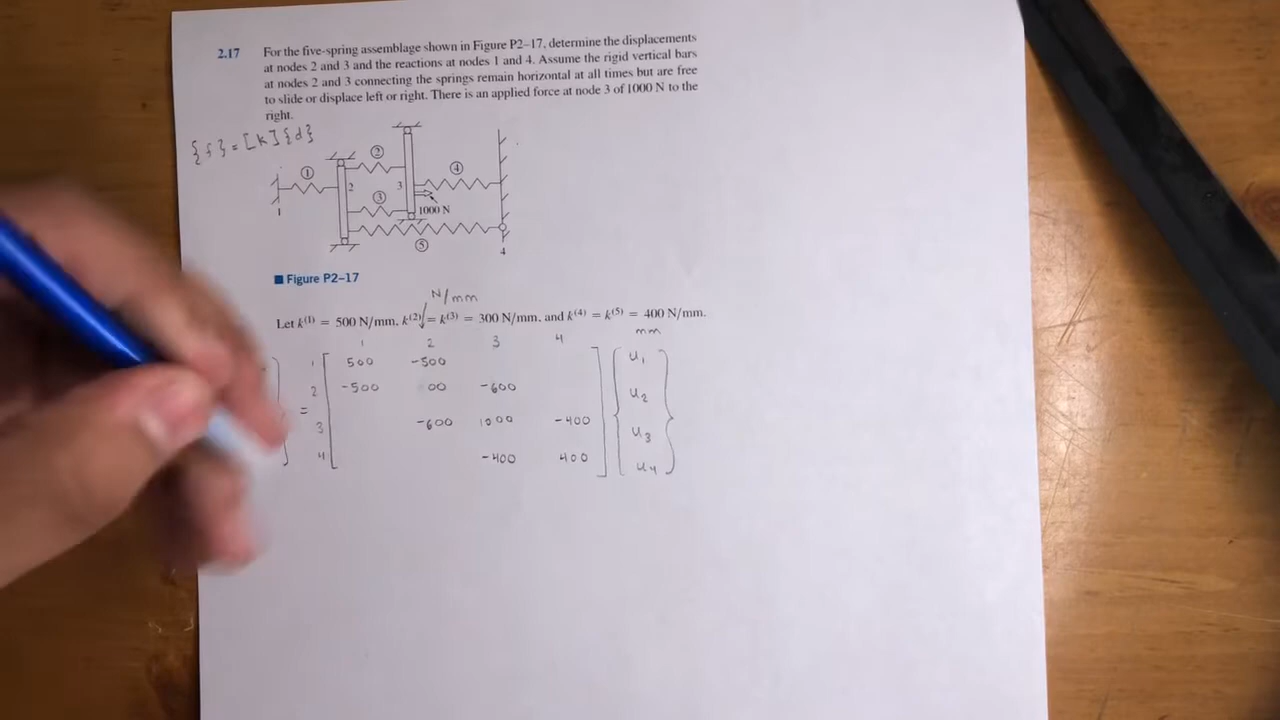 2.17 For the five-spring assemblage shown in Figure P2–17, determine the displacements
at nodes 2 and 3 and the reactions at nodes 1 and 4. Assume the rigid vertical bars
at nodes 2 and 3 connecting the springs remain horizontal at all times but are free
to slide or displace left or right. There is an applied force at node 3 of 1000 N to the
right.
{f} = [k]{d}
① ② ④
2 3
③
1 1000 N
⑤ 4
Figure P2–17
N/mm
Let k(1) = 500 N/mm, k(2) = k(3) = 300 N/mm, and k(4) = k(5) = 400 N/mm.
mm
1 2 3 4
1 500 -500 u1
2 -500 00 -600 u2
=
3 -600 1000 -400 u3
4 -400 400 u4